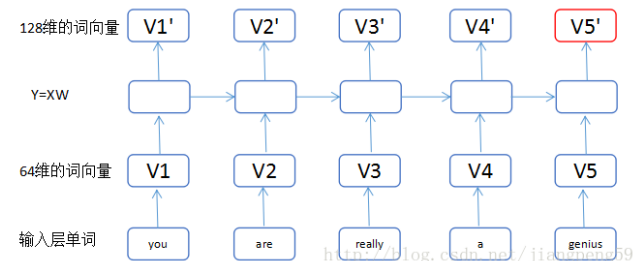 128维的词向量 V1' V2' V3' V4' V5'
Y=XW
64维的词向量 V1 V2 V3 V4 V5
输入层单词 you are really a genius
http://blog.csdn.net/jiangpeng59